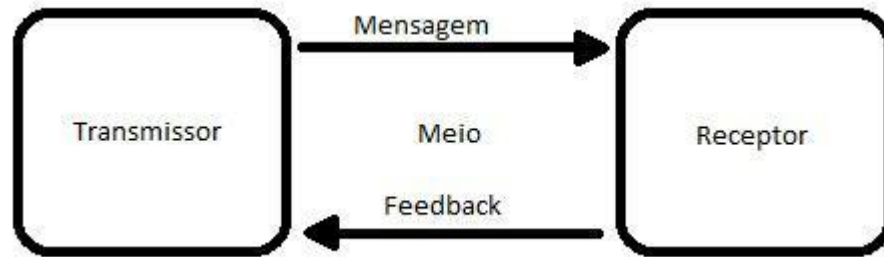 Mensagem
Transmissor
Meio
Receptor
Feedback